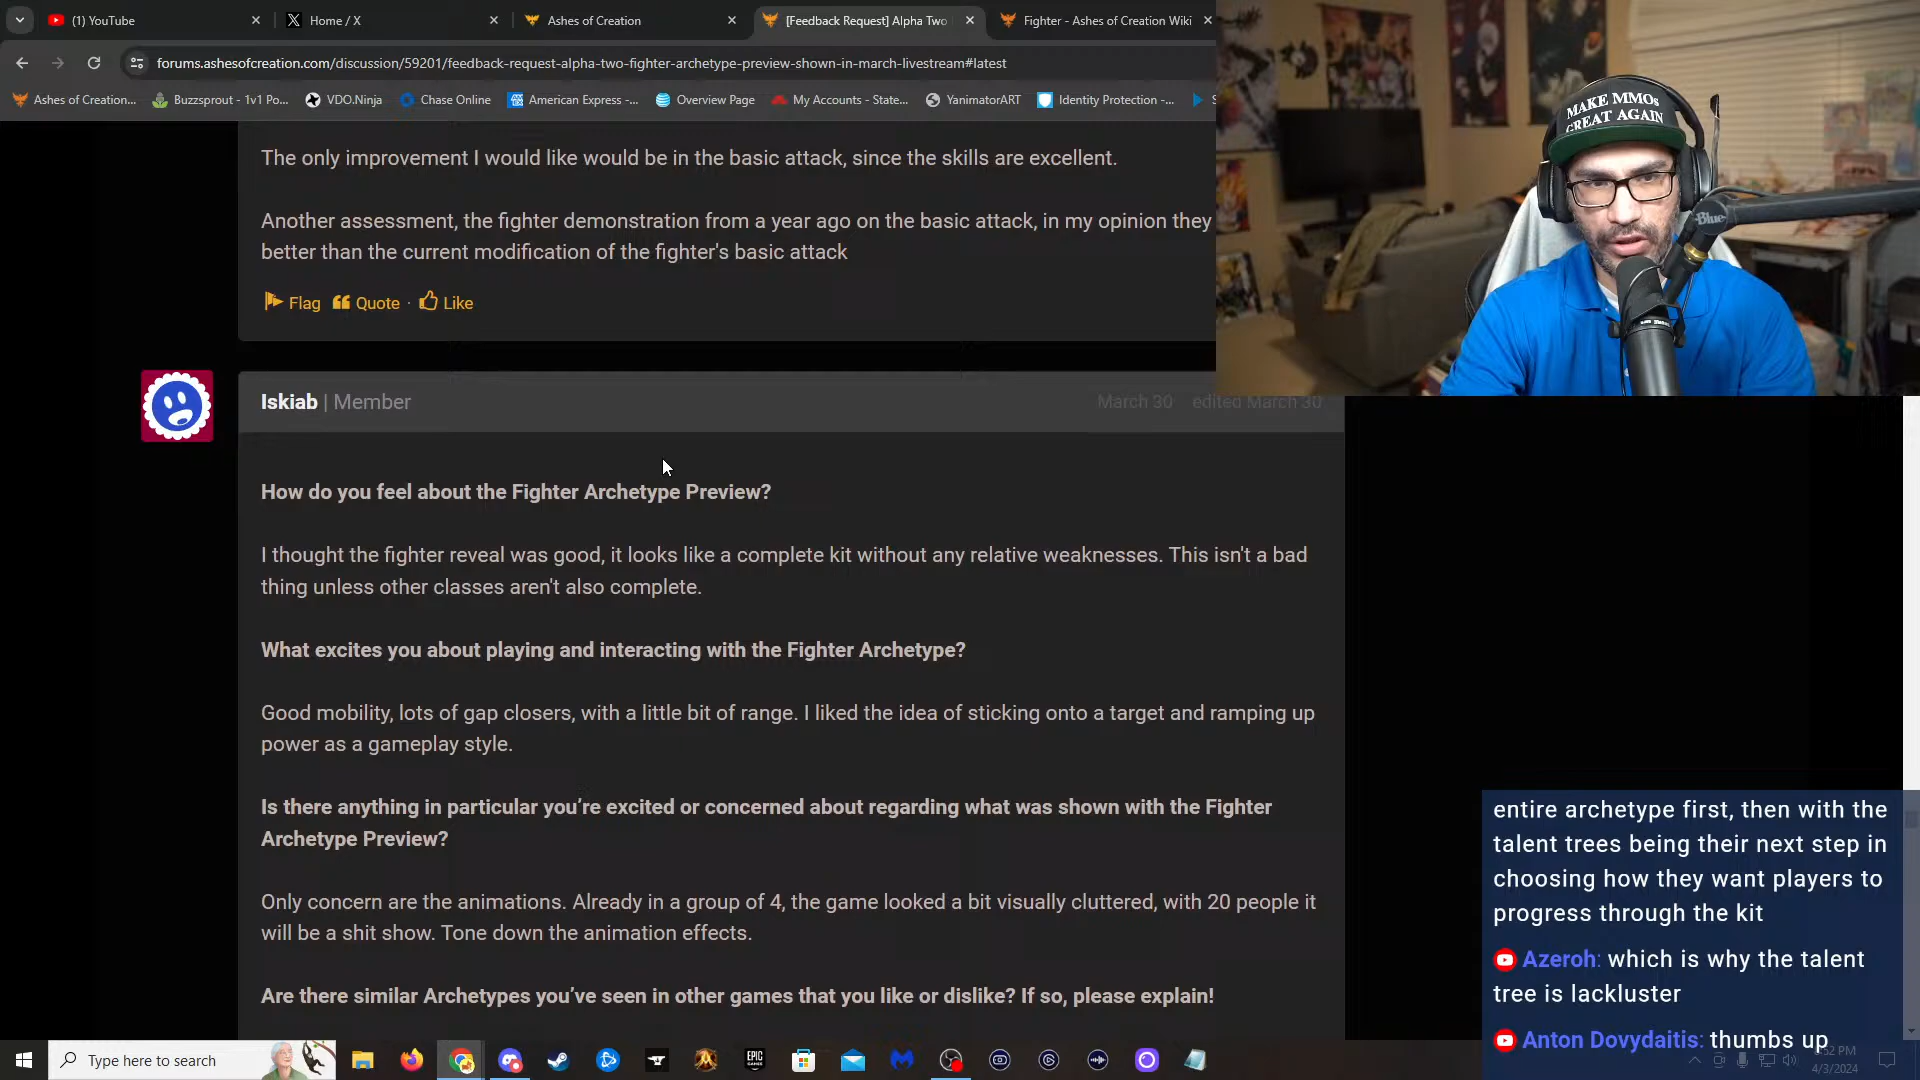 (1) YouTube
Home / X
Ashes of Creation
[Feedback Request] Alpha Two
Fighter - Ashes of Creation Wiki
forums.ashesofcreation.com/discussion/59201/feedback-request-alpha-two-fighter-archetype-preview-shown-in-march-livestream#latest
Ashes of Creation...
Buzzsprout - 1v1 Po...
VDO.Ninja
Chase Online
American Express -...
Overview Page
My Accounts - State...
YanimatorART
Identity Protection -...
MAKE MMOs
GREAT AGAIN
Blue
The only improvement I would like would be in the basic attack, since the skills are excellent.
Another assessment, the fighter demonstration from a year ago on the basic attack, in my opinion they
better than the current modification of the fighter's basic attack
Flag Quote · Like
Iskiab | Member
March 30 edited March 30
How do you feel about the Fighter Archetype Preview?
I thought the fighter reveal was good, it looks like a complete kit without any relative weaknesses. This isn't a bad
thing unless other classes aren't also complete.
What excites you about playing and interacting with the Fighter Archetype?
Good mobility, lots of gap closers, with a little bit of range. I liked the idea of sticking onto a target and ramping up
power as a gameplay style.
Is there anything in particular you're excited or concerned about regarding what was shown with the Fighter
Archetype Preview?
Only concern are the animations. Already in a group of 4, the game looked a bit visually cluttered, with 20 people it
will be a shit show. Tone down the animation effects.
Are there similar Archetypes you've seen in other games that you like or dislike? If so, please explain!
entire archetype first, then with the
talent trees being their next step in
choosing how they want players to
progress through the kit
Azeroh: which is why the talent
tree is lackluster
Anton Dovydaitis: thumbs up
Type here to search
EPIC
GAMES
:52 PM
4/3/2024